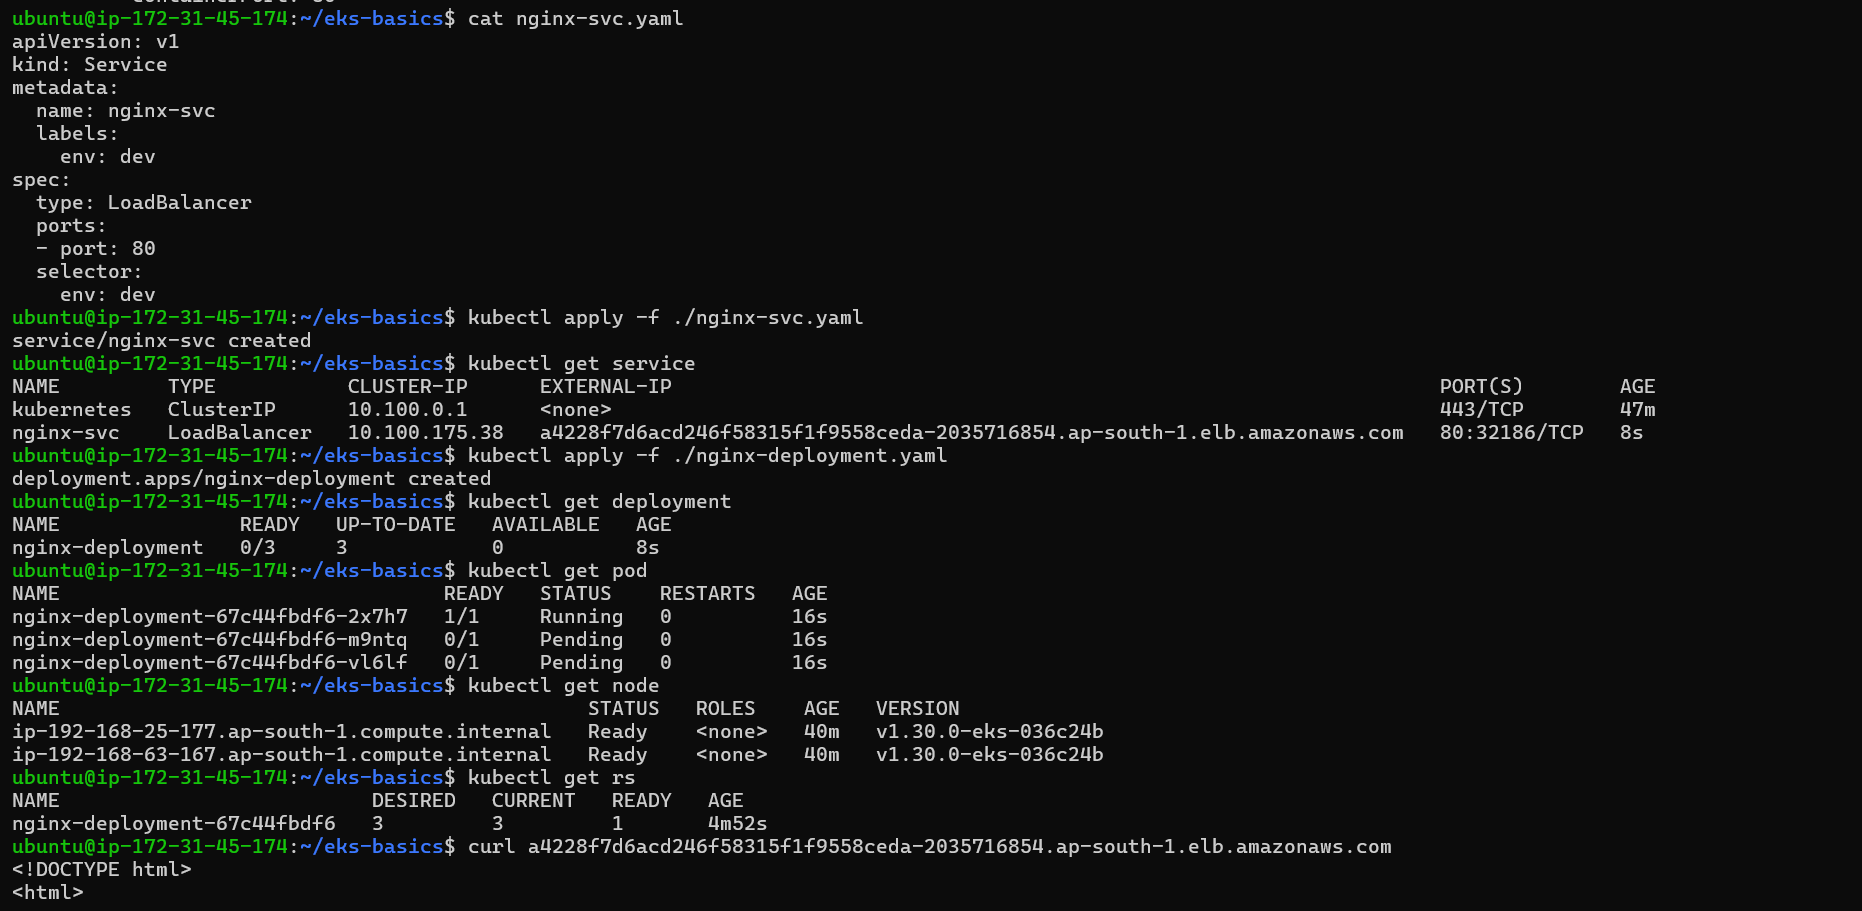 ubuntu@ip-172-31-45-174:~/eks-basics$ cat nginx-svc.yaml
apiVersion: v1
kind: Service
metadata:
  name: nginx-svc
  labels:
    env: dev
spec:
  type: LoadBalancer
  ports:
  - port: 80
  selector:
    env: dev
ubuntu@ip-172-31-45-174:~/eks-basics$ kubectl apply -f ./nginx-svc.yaml
service/nginx-svc created
ubuntu@ip-172-31-45-174:~/eks-basics$ kubectl get service
NAME         TYPE           CLUSTER-IP      EXTERNAL-IP                                                                PORT(S)        AGE
kubernetes   ClusterIP      10.100.0.1      <none>                                                                     443/TCP        47m
nginx-svc    LoadBalancer   10.100.175.38   a4228f7d6acd246f58315f1f9558ceda-2035716854.ap-south-1.elb.amazonaws.com   80:32186/TCP   8s
ubuntu@ip-172-31-45-174:~/eks-basics$ kubectl apply -f ./nginx-deployment.yaml
deployment.apps/nginx-deployment created
ubuntu@ip-172-31-45-174:~/eks-basics$ kubectl get deployment
NAME               READY   UP-TO-DATE   AVAILABLE   AGE
nginx-deployment   0/3     3            0           8s
ubuntu@ip-172-31-45-174:~/eks-basics$ kubectl get pod
NAME                                READY   STATUS    RESTARTS   AGE
nginx-deployment-67c44fbdf6-2x7h7   1/1     Running   0          16s
nginx-deployment-67c44fbdf6-m9ntq   0/1     Pending   0          16s
nginx-deployment-67c44fbdf6-vl6lf   0/1     Pending   0          16s
ubuntu@ip-172-31-45-174:~/eks-basics$ kubectl get node
NAME                                            STATUS   ROLES    AGE   VERSION
ip-192-168-25-177.ap-south-1.compute.internal   Ready    <none>   40m   v1.30.0-eks-036c24b
ip-192-168-63-167.ap-south-1.compute.internal   Ready    <none>   40m   v1.30.0-eks-036c24b
ubuntu@ip-172-31-45-174:~/eks-basics$ kubectl get rs
NAME                          DESIRED   CURRENT   READY   AGE
nginx-deployment-67c44fbdf6   3         3         1       4m52s
ubuntu@ip-172-31-45-174:~/eks-basics$ curl a4228f7d6acd246f58315f1f9558ceda-2035716854.ap-south-1.elb.amazonaws.com
<!DOCTYPE html>
<html>